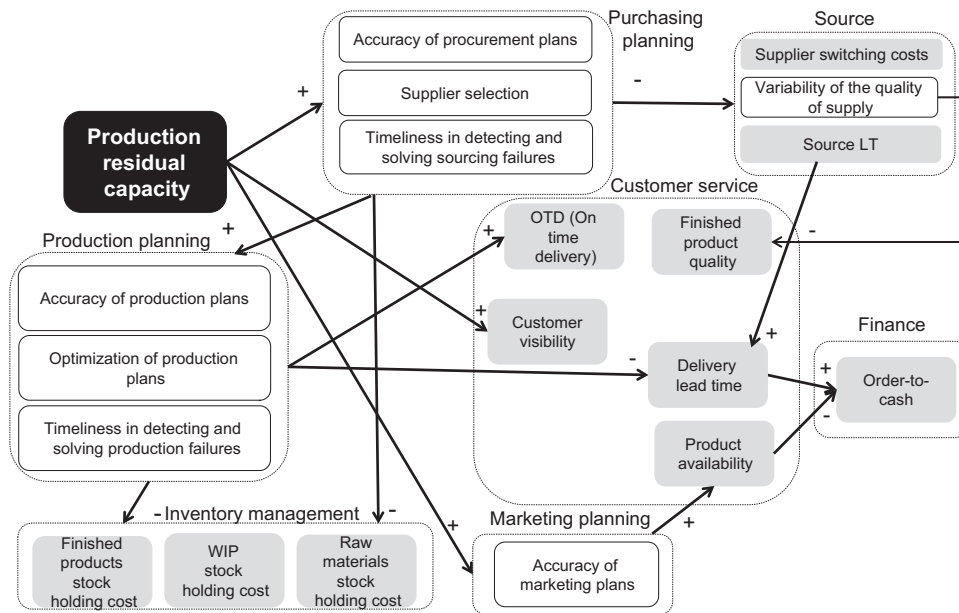 Accuracy of procurement plans
Supplier selection
Timeliness in detecting and
solving sourcing failures
Purchasing
planning
Source
Supplier switching costs
Variability of the quality
of supply
Source LT
+
-
Production
residual
capacity
Customer service
OTD (On
time
delivery)
Finished
product
quality
+
-
+
Production planning
Accuracy of production plans
Optimization of production
plans
Timeliness in detecting and
solving production failures
+
Customer
visibility
-
+
Delivery
lead time
Product
availability
Finance
+
-
Order-to-
cash
- Inventory management -
Finished
products
stock
holding cost
WIP
stock
holding cost
Raw
materials
stock
holding cost
+
Marketing planning
+
Accuracy of
marketing plans